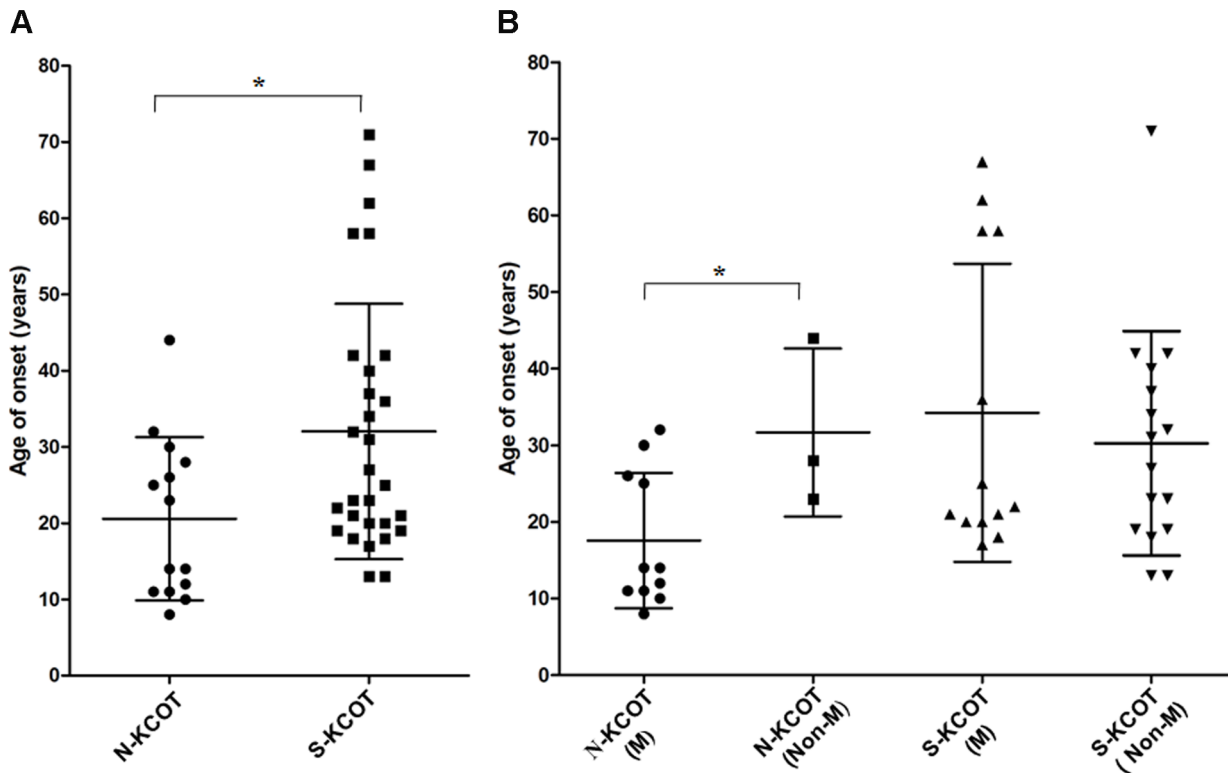 A
80
70
60
50
40
30
20
10
0
Age of onset (years)
*
N-KCOT
S-KCOT
B
80
70
60
50
40
30
20
10
0
Age of onset (years)
*
N-KCOT
(M)
N-KCOT
(Non-M)
S-KCOT
(M)
S-KCOT
( Non-M)